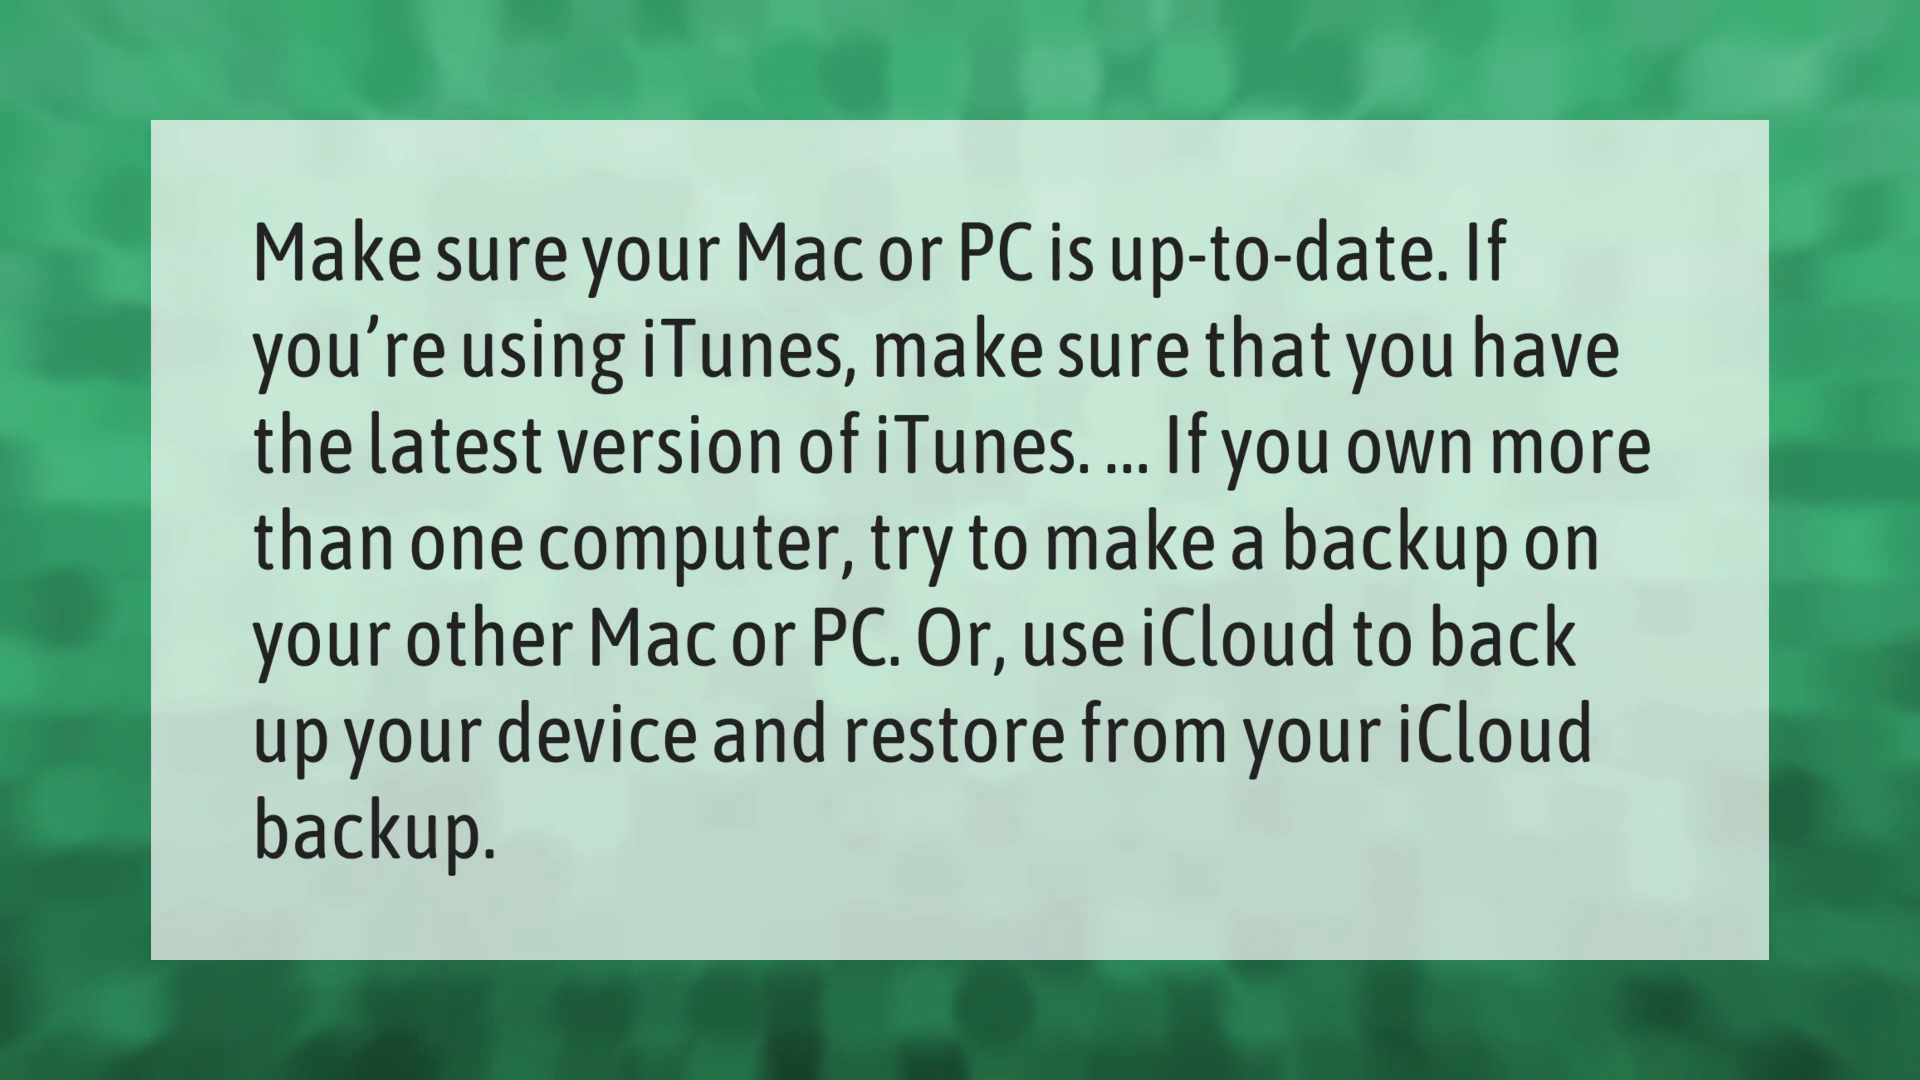 Make sure your Mac or PC is up-to-date. If
you’re using iTunes, make sure that you have
the latest version of iTunes. ... If you own more
than one computer, try to make a backup on
your other Mac or PC. Or, use iCloud to back
up your device and restore from your iCloud
backup.